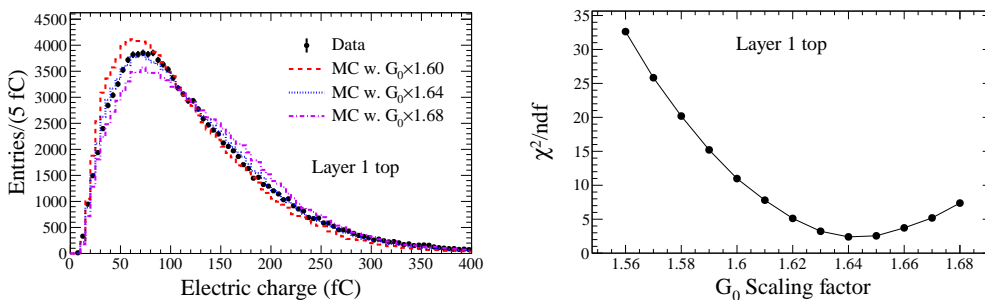 Entries/(5 fC)
4500
4000
3500
3000
2500
2000
1500
1000
500
0
Data
MC w. G₀×1.60
MC w. G₀×1.64
MC w. G₀×1.68
Layer 1 top
0 50 100 150 200 250 300 350 400
Electric charge (fC)
χ²/ndf
35
30
25
20
15
10
5
0
Layer 1 top
1.56 1.58 1.6 1.62 1.64 1.66 1.68
G₀ Scaling factor